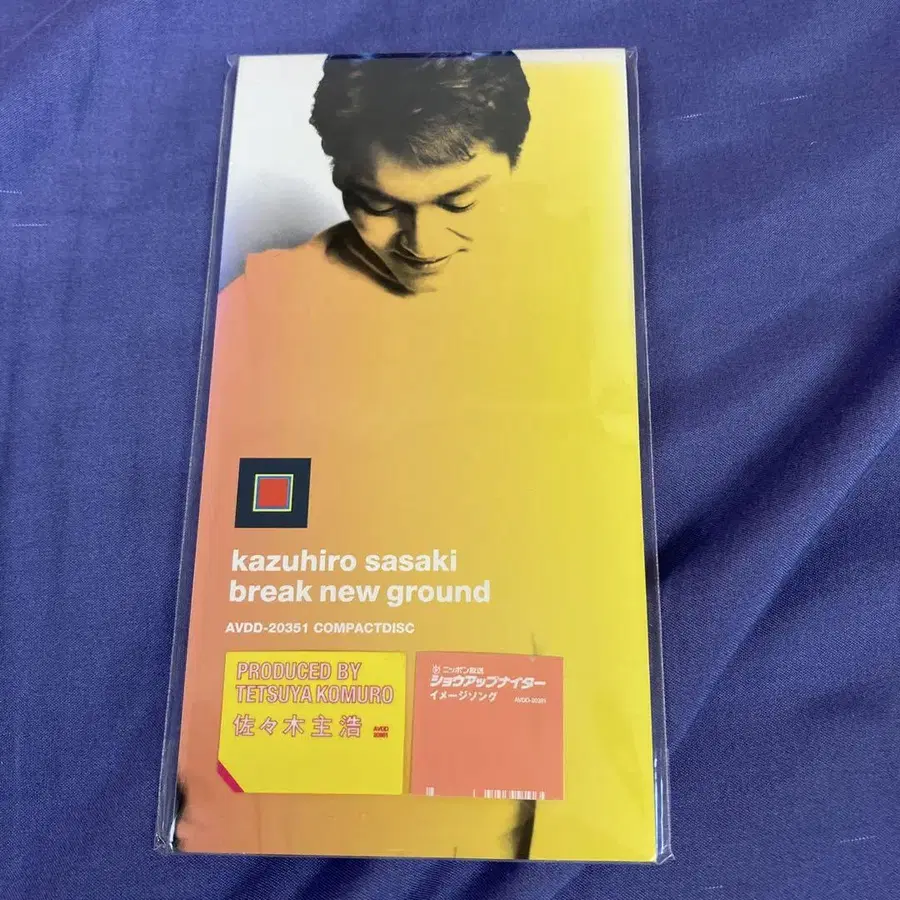 kazuhiro sasaki
break new ground
AVDD-20351 COMPACTDISC
PRODUCED BY
TETSUYA KOMURO
佐々木主浩
AVDD
20351
ニッポン放送
ショウアップナイター
イメージソング
AVDD-20351